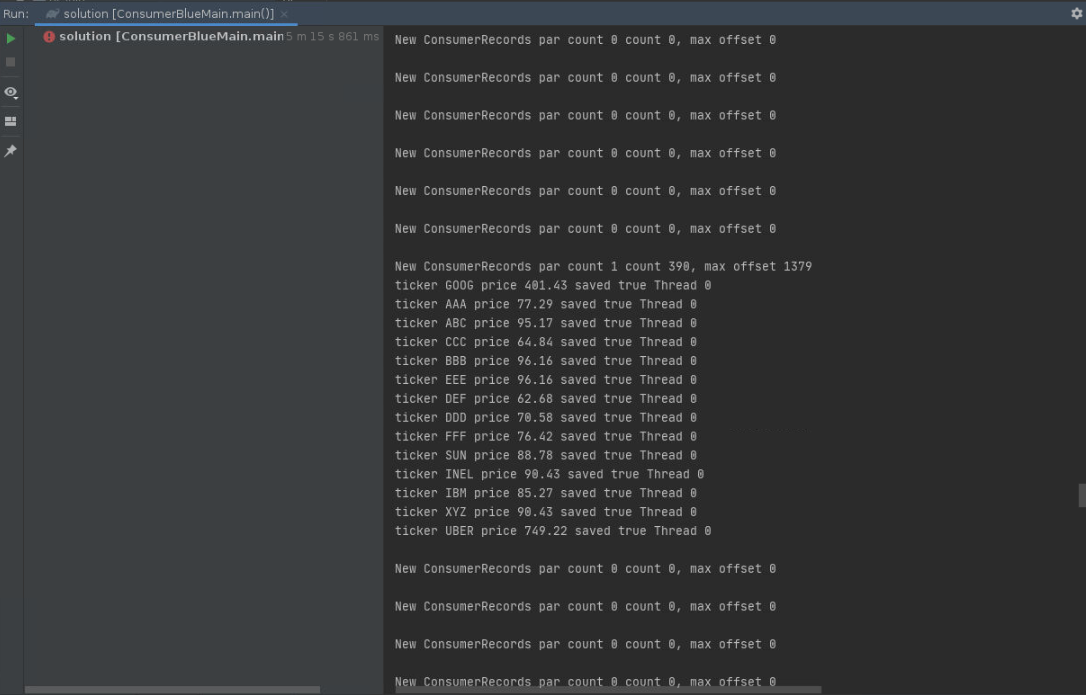 Run: solution [ConsumerBlueMain.main()] ×
solution [ConsumerBlueMain.main 5 m 15 s 861 ms
New ConsumerRecords par count 0 count 0, max offset 0
New ConsumerRecords par count 0 count 0, max offset 0
New ConsumerRecords par count 0 count 0, max offset 0
New ConsumerRecords par count 0 count 0, max offset 0
New ConsumerRecords par count 0 count 0, max offset 0
New ConsumerRecords par count 0 count 0, max offset 0
New ConsumerRecords par count 1 count 390, max offset 1379
ticker GOOG price 401.43 saved true Thread 0
ticker AAA price 77.29 saved true Thread 0
ticker ABC price 95.17 saved true Thread 0
ticker CCC price 64.84 saved true Thread 0
ticker BBB price 96.16 saved true Thread 0
ticker EEE price 96.16 saved true Thread 0
ticker DEF price 62.68 saved true Thread 0
ticker DDD price 70.58 saved true Thread 0
ticker FFF price 76.42 saved true Thread 0
ticker SUN price 88.78 saved true Thread 0
ticker INEL price 90.43 saved true Thread 0
ticker IBM price 85.27 saved true Thread 0
ticker XYZ price 90.43 saved true Thread 0
ticker UBER price 749.22 saved true Thread 0
New ConsumerRecords par count 0 count 0, max offset 0
New ConsumerRecords par count 0 count 0, max offset 0
New ConsumerRecords par count 0 count 0, max offset 0
New ConsumerRecords par count 0 count 0, max offset 0